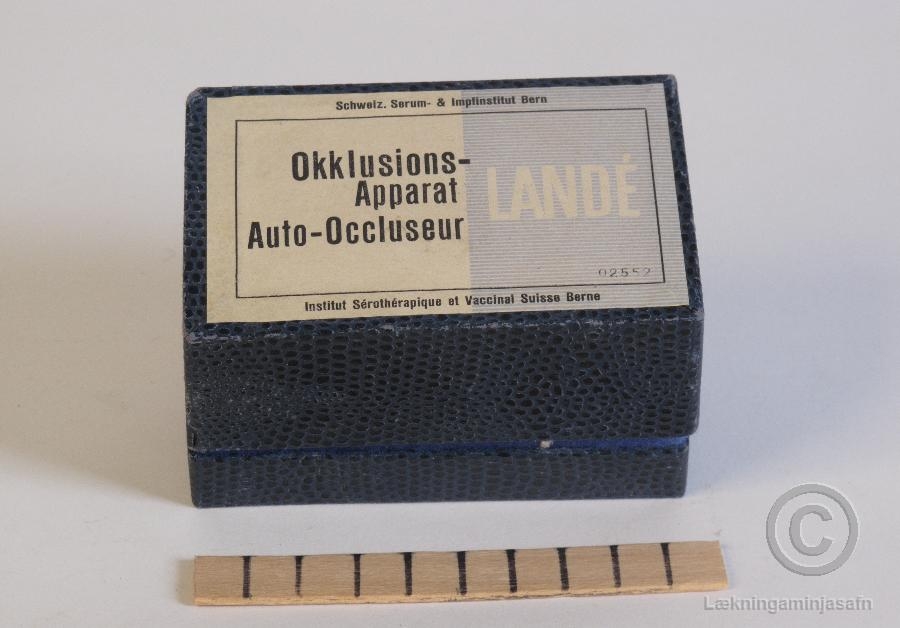 Schweiz. Serum- & Impfinstitut Bern
Okklusions-
Apparat
Auto-Occluseur
LANDÉ
02552
Institut Sérothérapique et Vaccinal Suisse Berne
©
Lækningaminjasafn